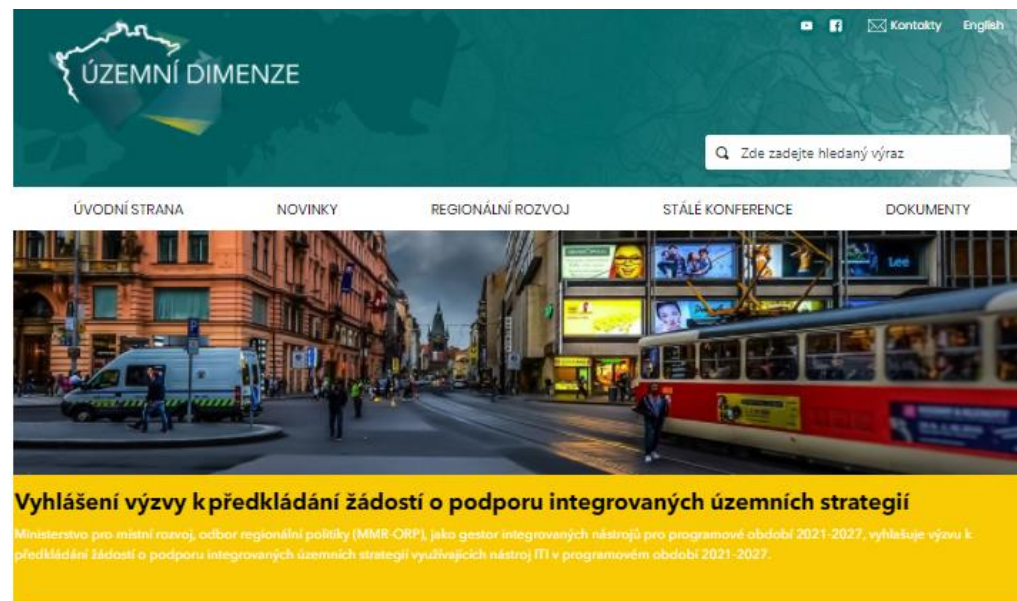 Kontakty English
ÚZEMNÍ DIMENZE
Zde zadejte hledaný výraz
ÚVODNÍ STRANA NOVINKY REGIONÁLNÍ ROZVOJ STÁLÉ KONFERENCE DOKUMENTY
Lee
Vyhlášení výzvy k předkládání žádostí o podporu integrovaných územních strategií
Ministerstvo pro místní rozvoj, odbor regionální politiky (MMR-ORP), jako gestor integrovaných nástrojů pro programové období 2021-2027, vyhlašuje výzvu k
předkládání žádostí o podporu integrovaných územních strategií využívajících nástroj ITI v programovém období 2021-2027.